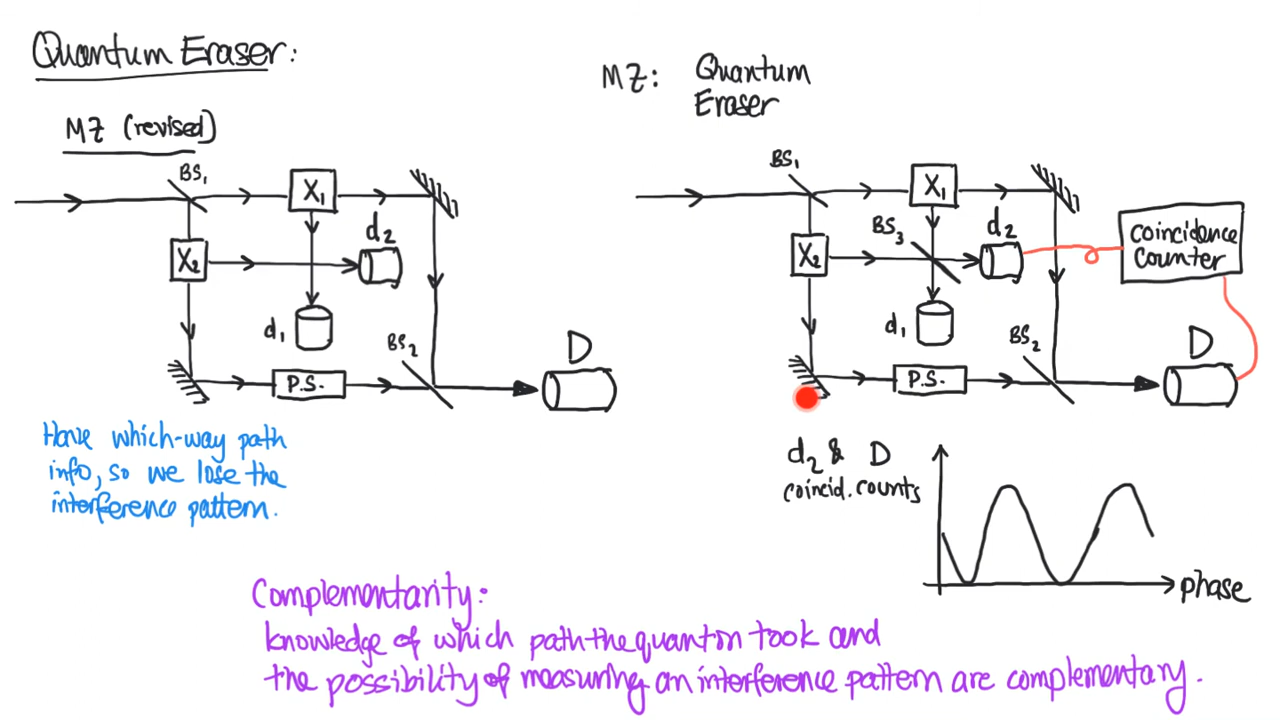 Quantum Eraser:
MZ (revised)
BS1
X1
d2
X2
d1
BS2
D
P.S.
Have which-way path
info, so we lose the
interference pattern.
MZ: Quantum
Eraser
BS1
X1
BS3
d2
coincidence
counter
X2
d1
BS2
D
P.S.
d2 & D
coincid. counts
phase
Complementarity:
knowledge of which path the quanton took and
the possibility of measuring an interference pattern are complementary.